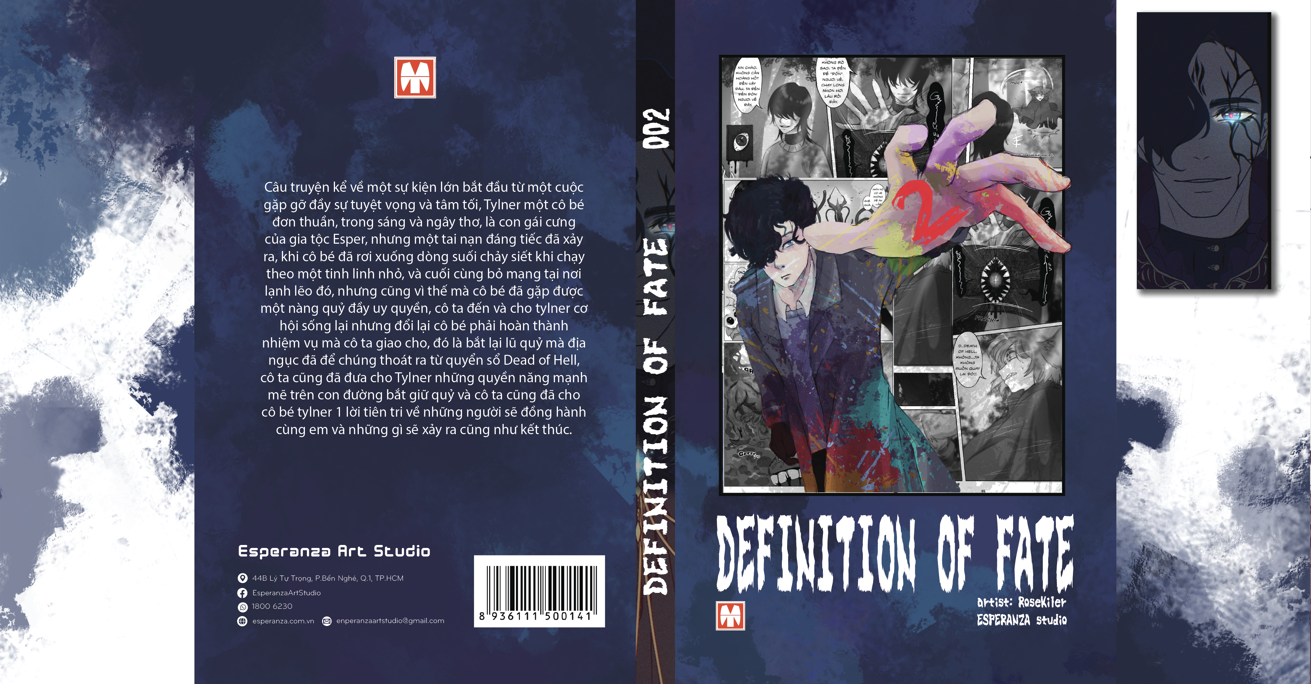 Câu truyện kể về một sự kiện lớn bắt đầu từ một cuộc
gặp gỡ đầy sự tuyệt vọng và tăm tối, Tylner một cô bé
đơn thuần, trong sáng và ngây thơ, là con gái cưng
của gia tộc Esper, nhưng một tai nạn đáng tiếc đã xảy
ra, khi cô bé đã rơi xuống dòng suối chảy siết khi chạy
theo một tinh linh nhỏ, và cuối cùng bỏ mạng tại nơi
lạnh lẽo đó, nhưng cũng vì thế mà cô bé đã gặp được
một nàng quỷ đầy uy quyền, cô ta đến và cho tylner cơ
hội sống lại nhưng đổi lại cô bé phải hoàn thành
nhiệm vụ mà cô ta giao cho, đó là bắt lại lũ quỷ mà địa
ngục đã để chúng thoát ra từ quyển sổ Dead of Hell,
cô ta cũng đã đưa cho Tylner những quyền năng mạnh
mẽ trên con đường bắt giữ quỷ và cô ta cũng đã cho
cô bé tylner 1 lời tiên tri về những người sẽ đồng hành
cùng em và những gì sẽ xảy ra cũng như kết thúc.
Esperanza Art Studio
44B Lý Tự Trọng, P.Bến Nghé, Q.1, TP.HCM
EsperanzaArtStudio
1800 6230
esperanza.com.vn enperanzaartstudio@gmail.com
8 936111 500141
DEFINITION OF FATE 002
2
DEFINITION OF FATE
artist: RoseKiler
ESPERANZA studio